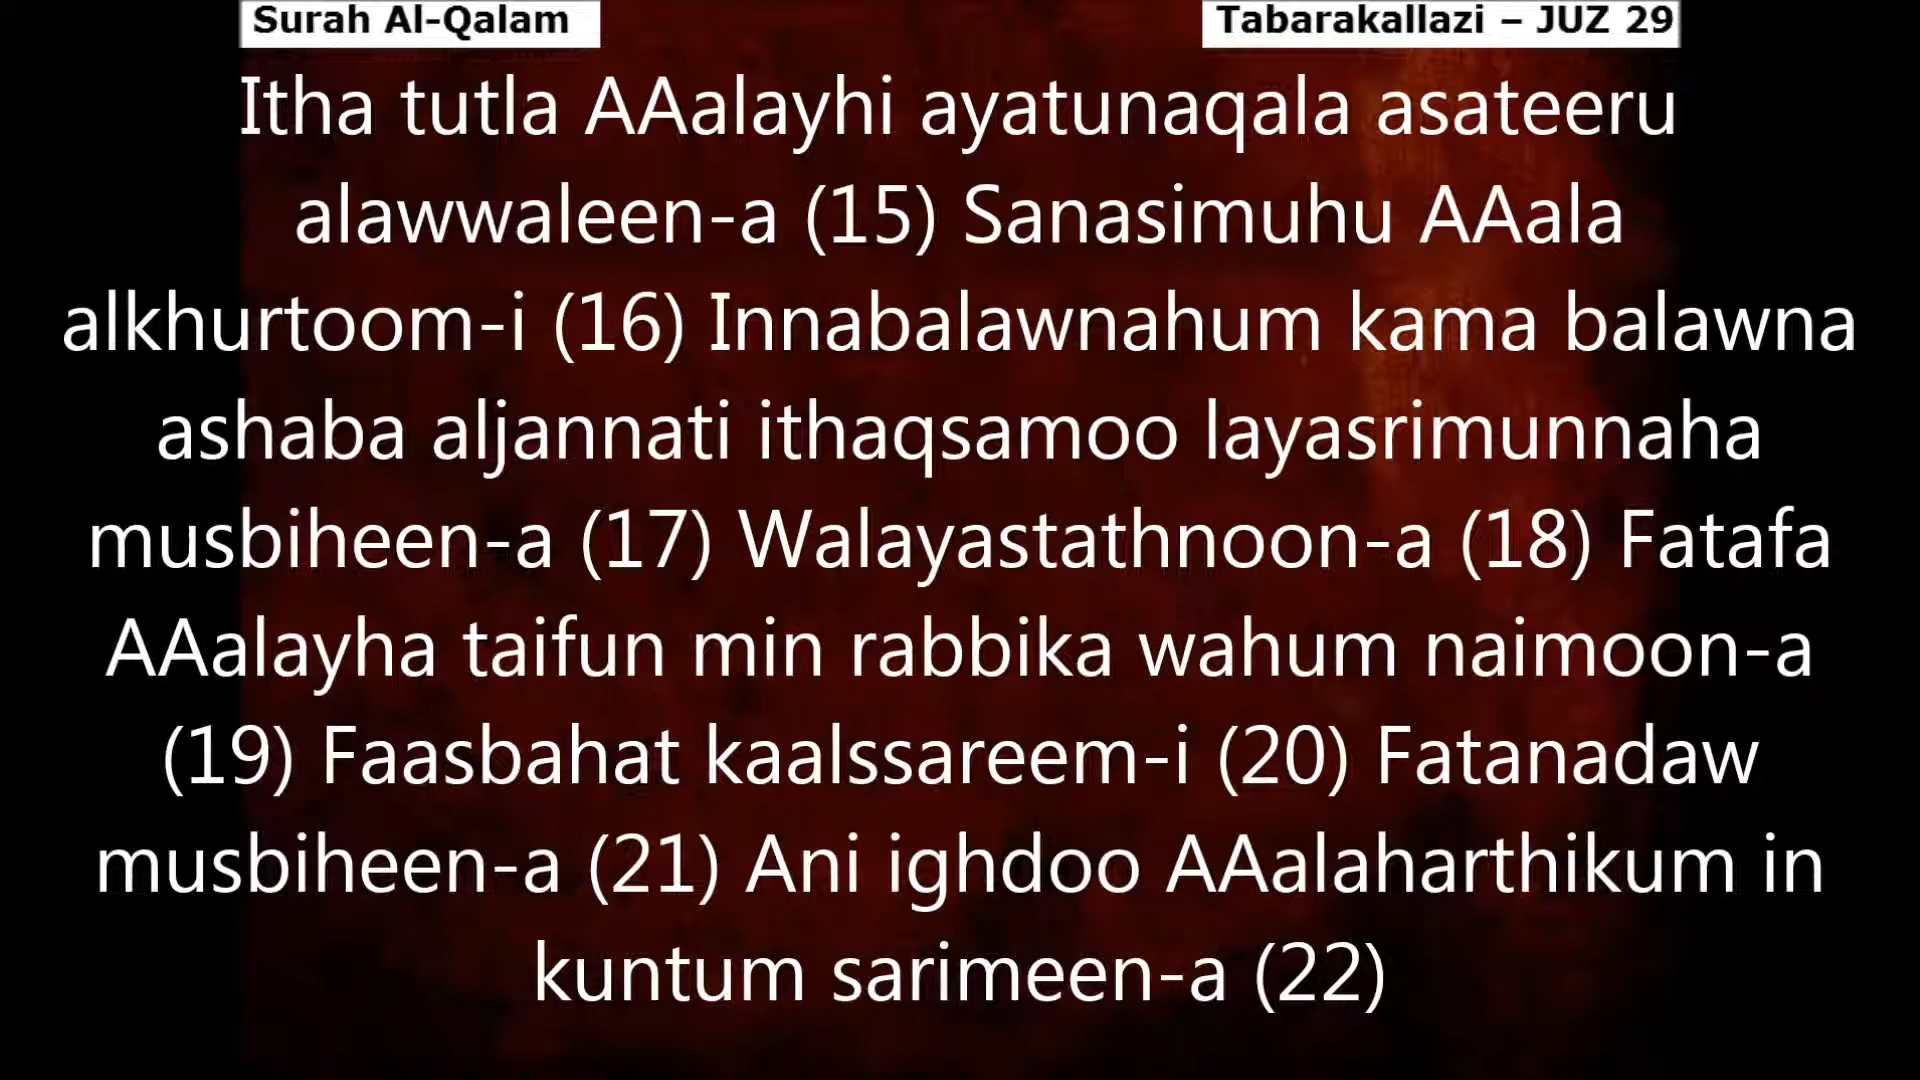 Surah Al-Qalam
Tabarakallazi – JUZ 29
Itha tutla AAalayhi ayatunaqala asateeru
alawwaleen-a (15) Sanasimuhu AAala
alkhurtoom-i (16) Innabalawnahum kama balawna
ashaba aljannati ithaqsamoo layasrimunnaha
musbiheen-a (17) Walayastathnoon-a (18) Fatafa
AAalayha taifun min rabbika wahum naimoon-a
(19) Faasbahat kaalssareem-i (20) Fatanadaw
musbiheen-a (21) Ani ighdoo AAalaharthikum in
kuntum sarimeen-a (22)